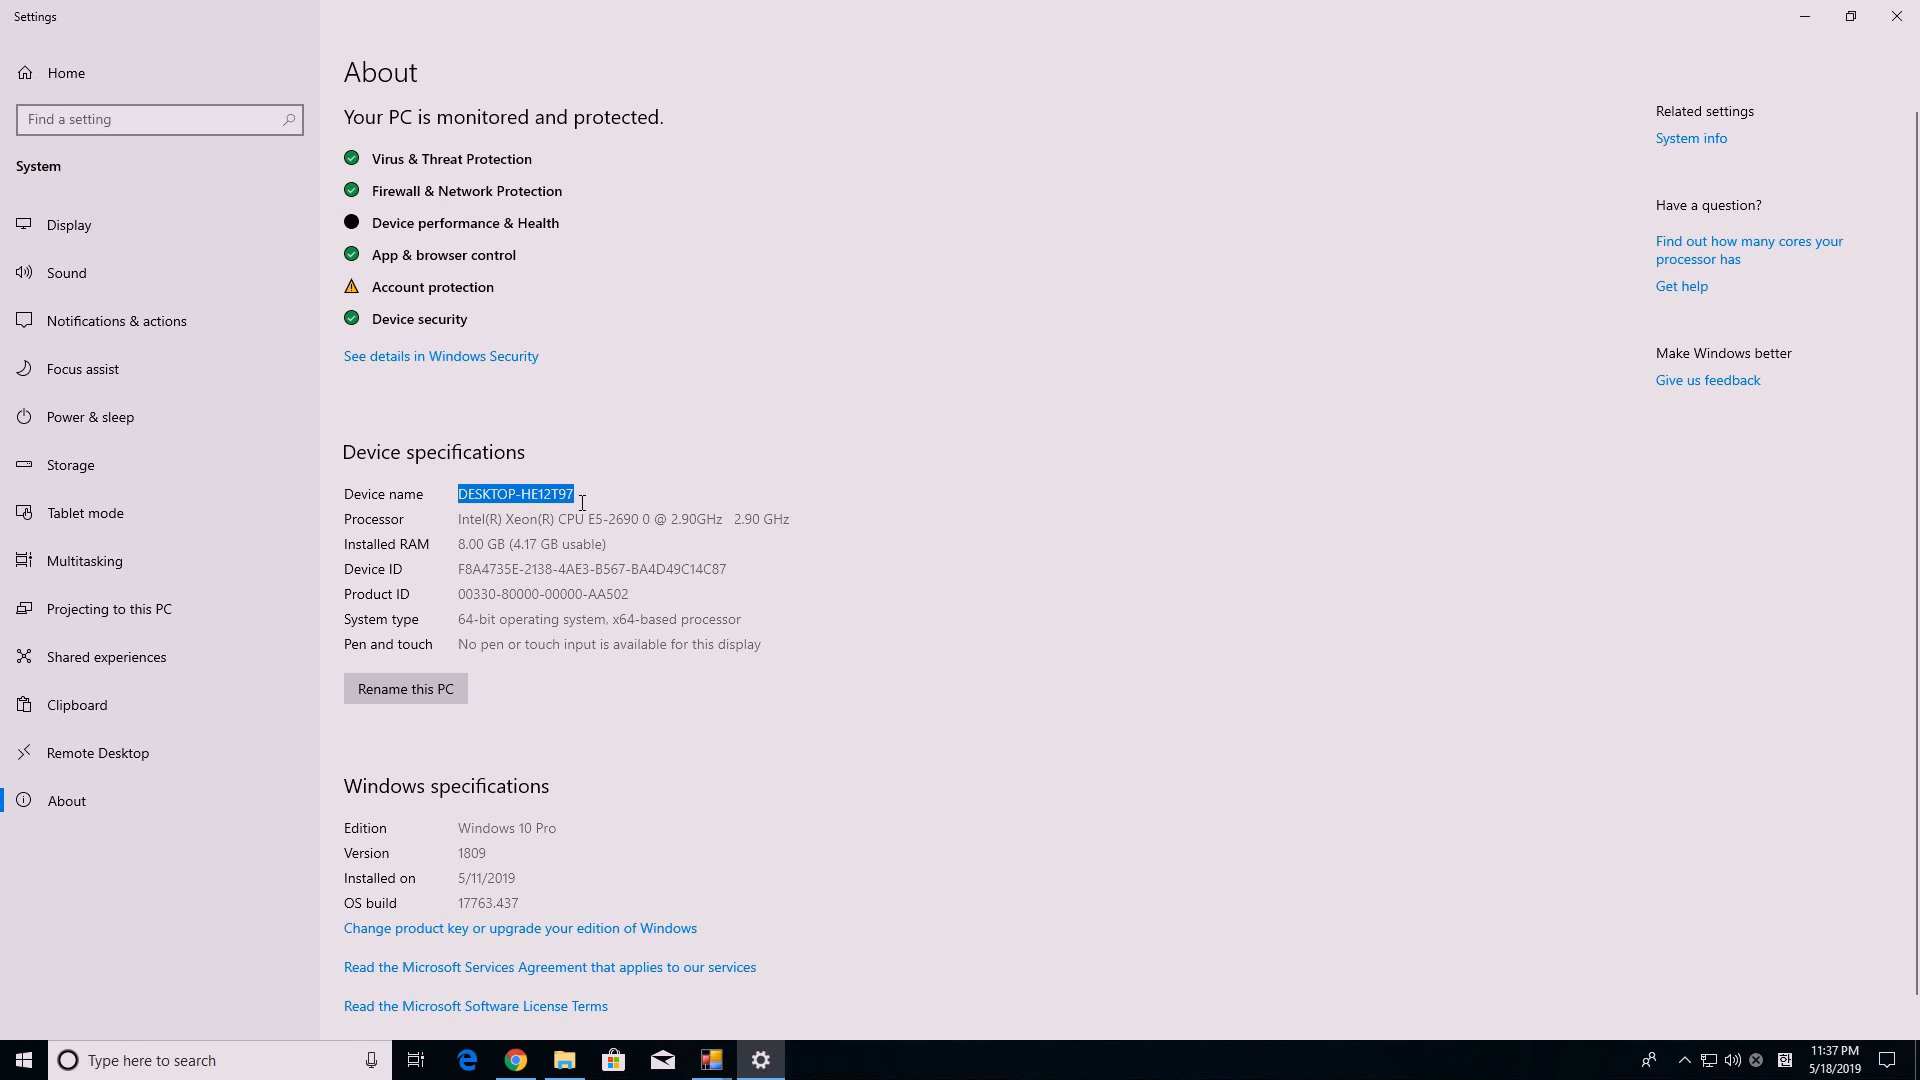 Settings
Home
Find a setting
System
Display
Sound
Notifications & actions
Focus assist
Power & sleep
Storage
Tablet mode
Multitasking
Projecting to this PC
Shared experiences
Clipboard
Remote Desktop
About
About
Your PC is monitored and protected.
Virus & Threat Protection
Firewall & Network Protection
Device performance & Health
App & browser control
Account protection
Device security
See details in Windows Security
Device specifications
Device name DESKTOP-HE12T97
Processor Intel(R) Xeon(R) CPU E5-2690 0 @ 2.90GHz 2.90 GHz
Installed RAM 8.00 GB (4.17 GB usable)
Device ID F8A4735E-2138-4AE3-B567-BA4D49C14C87
Product ID 00330-80000-00000-AA502
System type 64-bit operating system, x64-based processor
Pen and touch No pen or touch input is available for this display
Rename this PC
Windows specifications
Edition Windows 10 Pro
Version 1809
Installed on 5/11/2019
OS build 17763.437
Change product key or upgrade your edition of Windows
Read the Microsoft Services Agreement that applies to our services
Read the Microsoft Software License Terms
Related settings
System info
Have a question?
Find out how many cores your
processor has
Get help
Make Windows better
Give us feedback
Type here to search
11:37 PM
5/18/2019